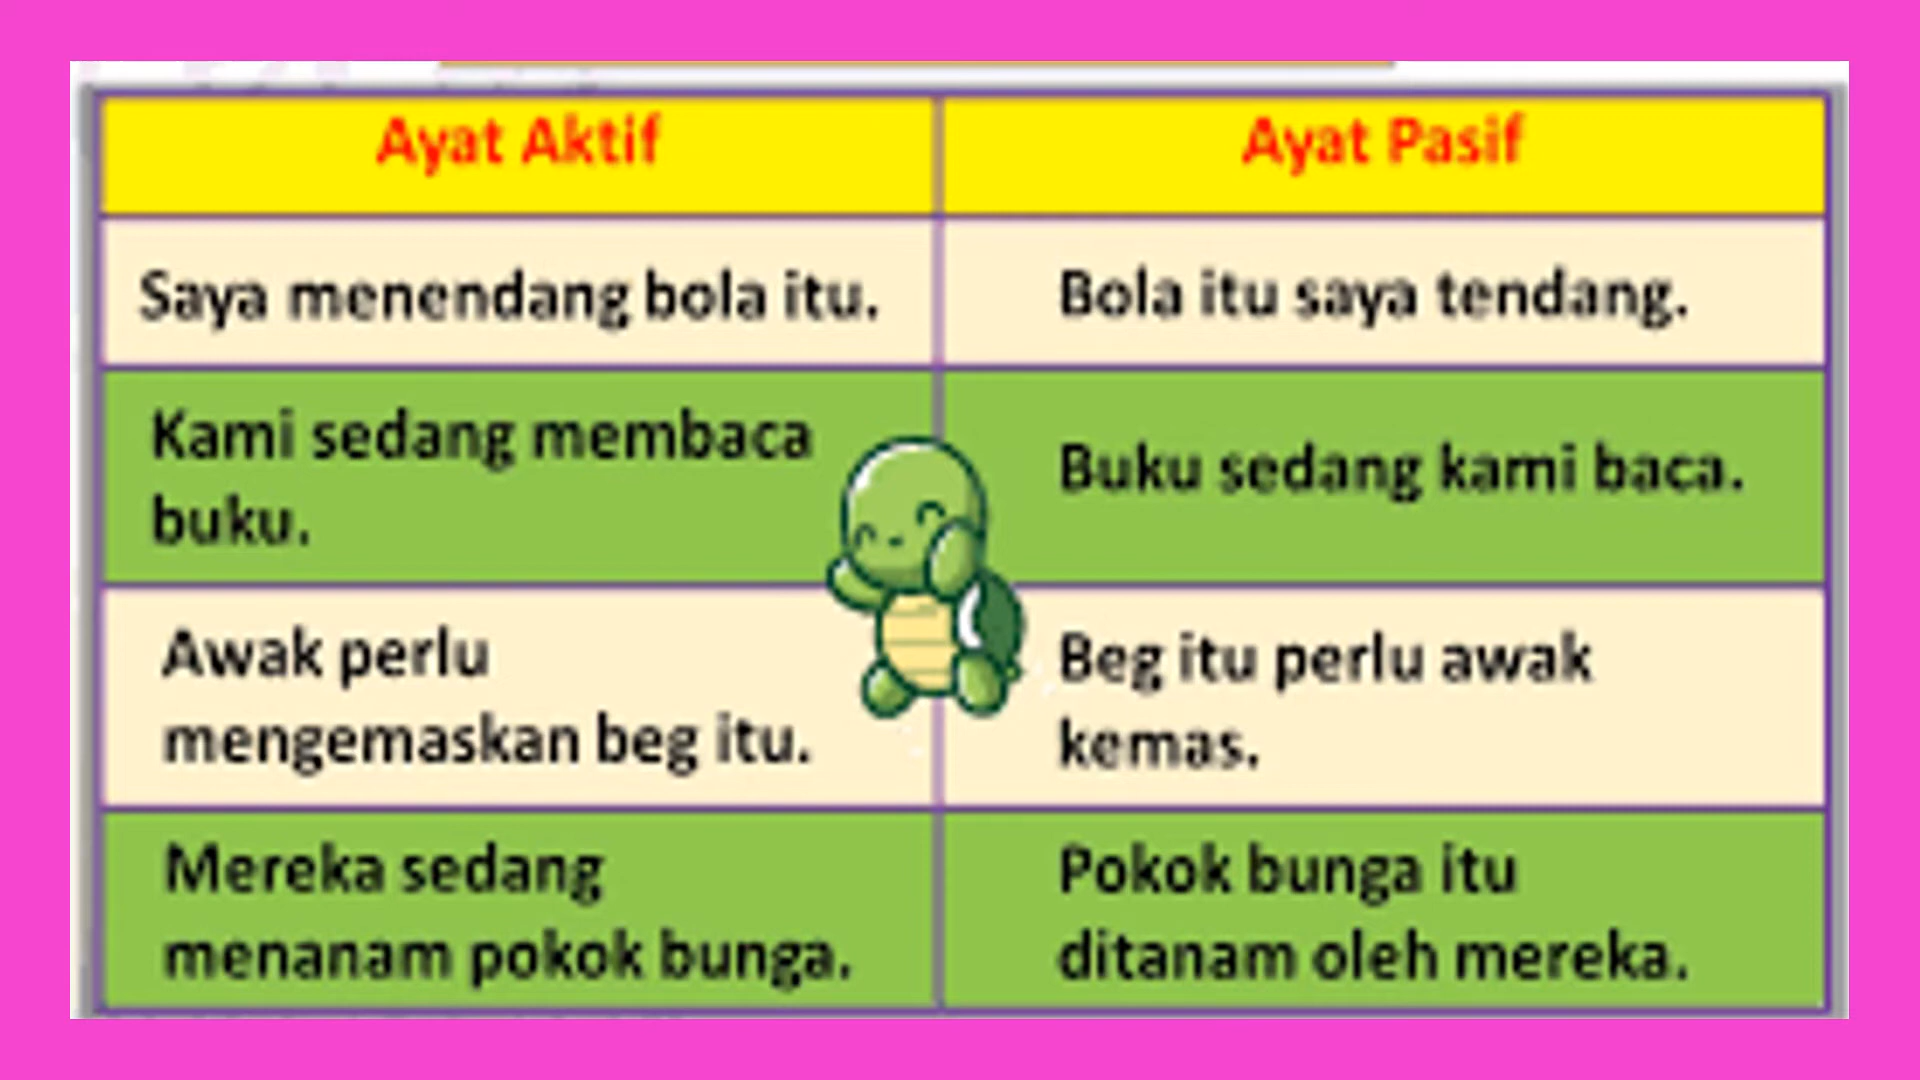 Ayat Aktif
Ayat Pasif
Saya menendang bola itu.
Bola itu saya tendang.
Kami sedang membaca
buku.
Buku sedang kami baca.
Awak perlu
mengemaskan beg itu.
Beg itu perlu awak
kemas.
Mereka sedang
menanam pokok bunga.
Pokok bunga itu
ditanam oleh mereka.